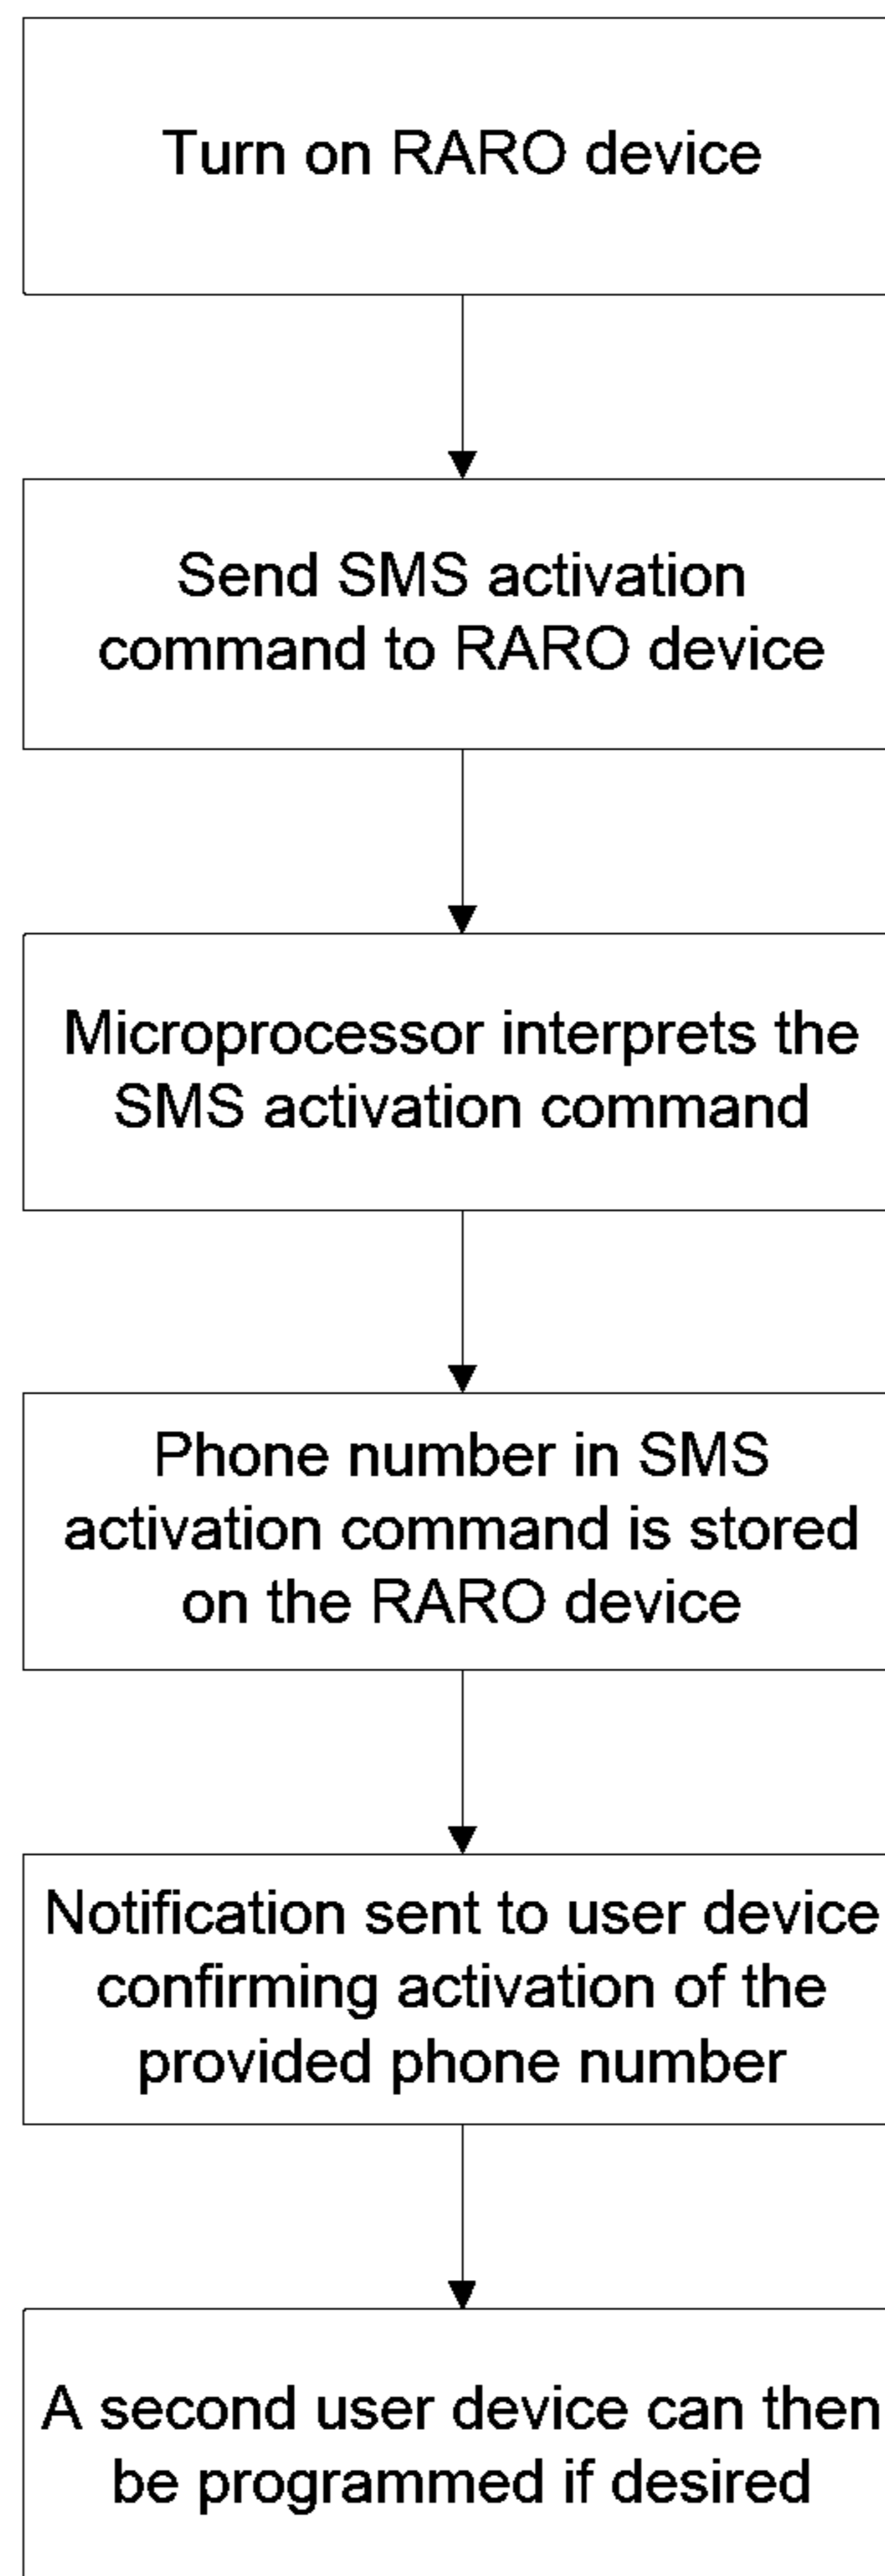 Turn on RARO device
Send SMS activation
command to RARO device
Microprocessor interprets the
SMS activation command
Phone number in SMS
activation command is stored
on the RARO device
Notification sent to user device
confirming activation of the
provided phone number
A second user device can then
be programmed if desired